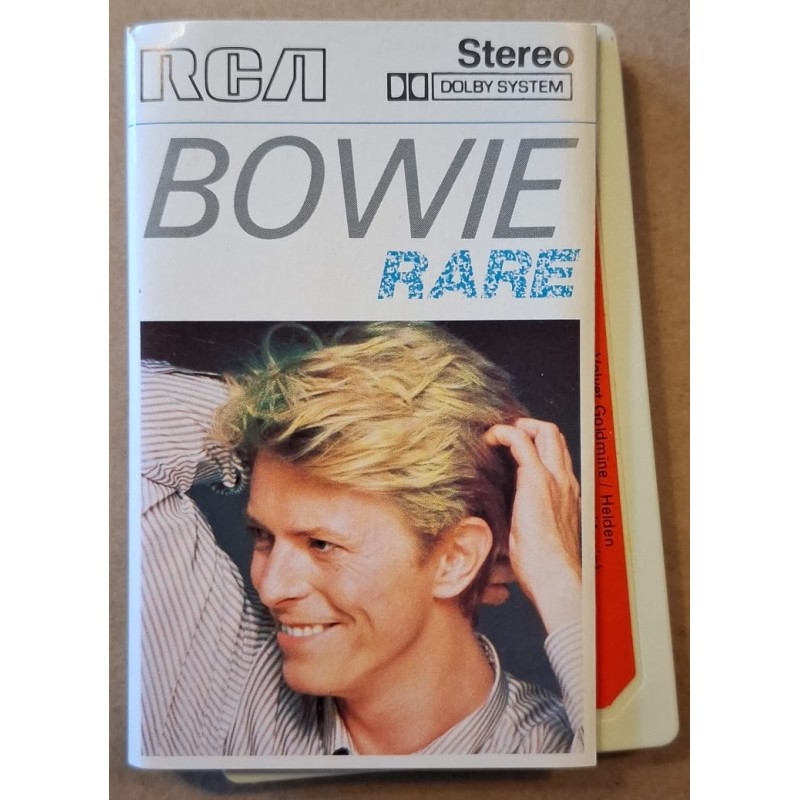 RCA
Stereo
DOLBY SYSTEM
BOWIE
RARE
Velvet Goldmine / Helden